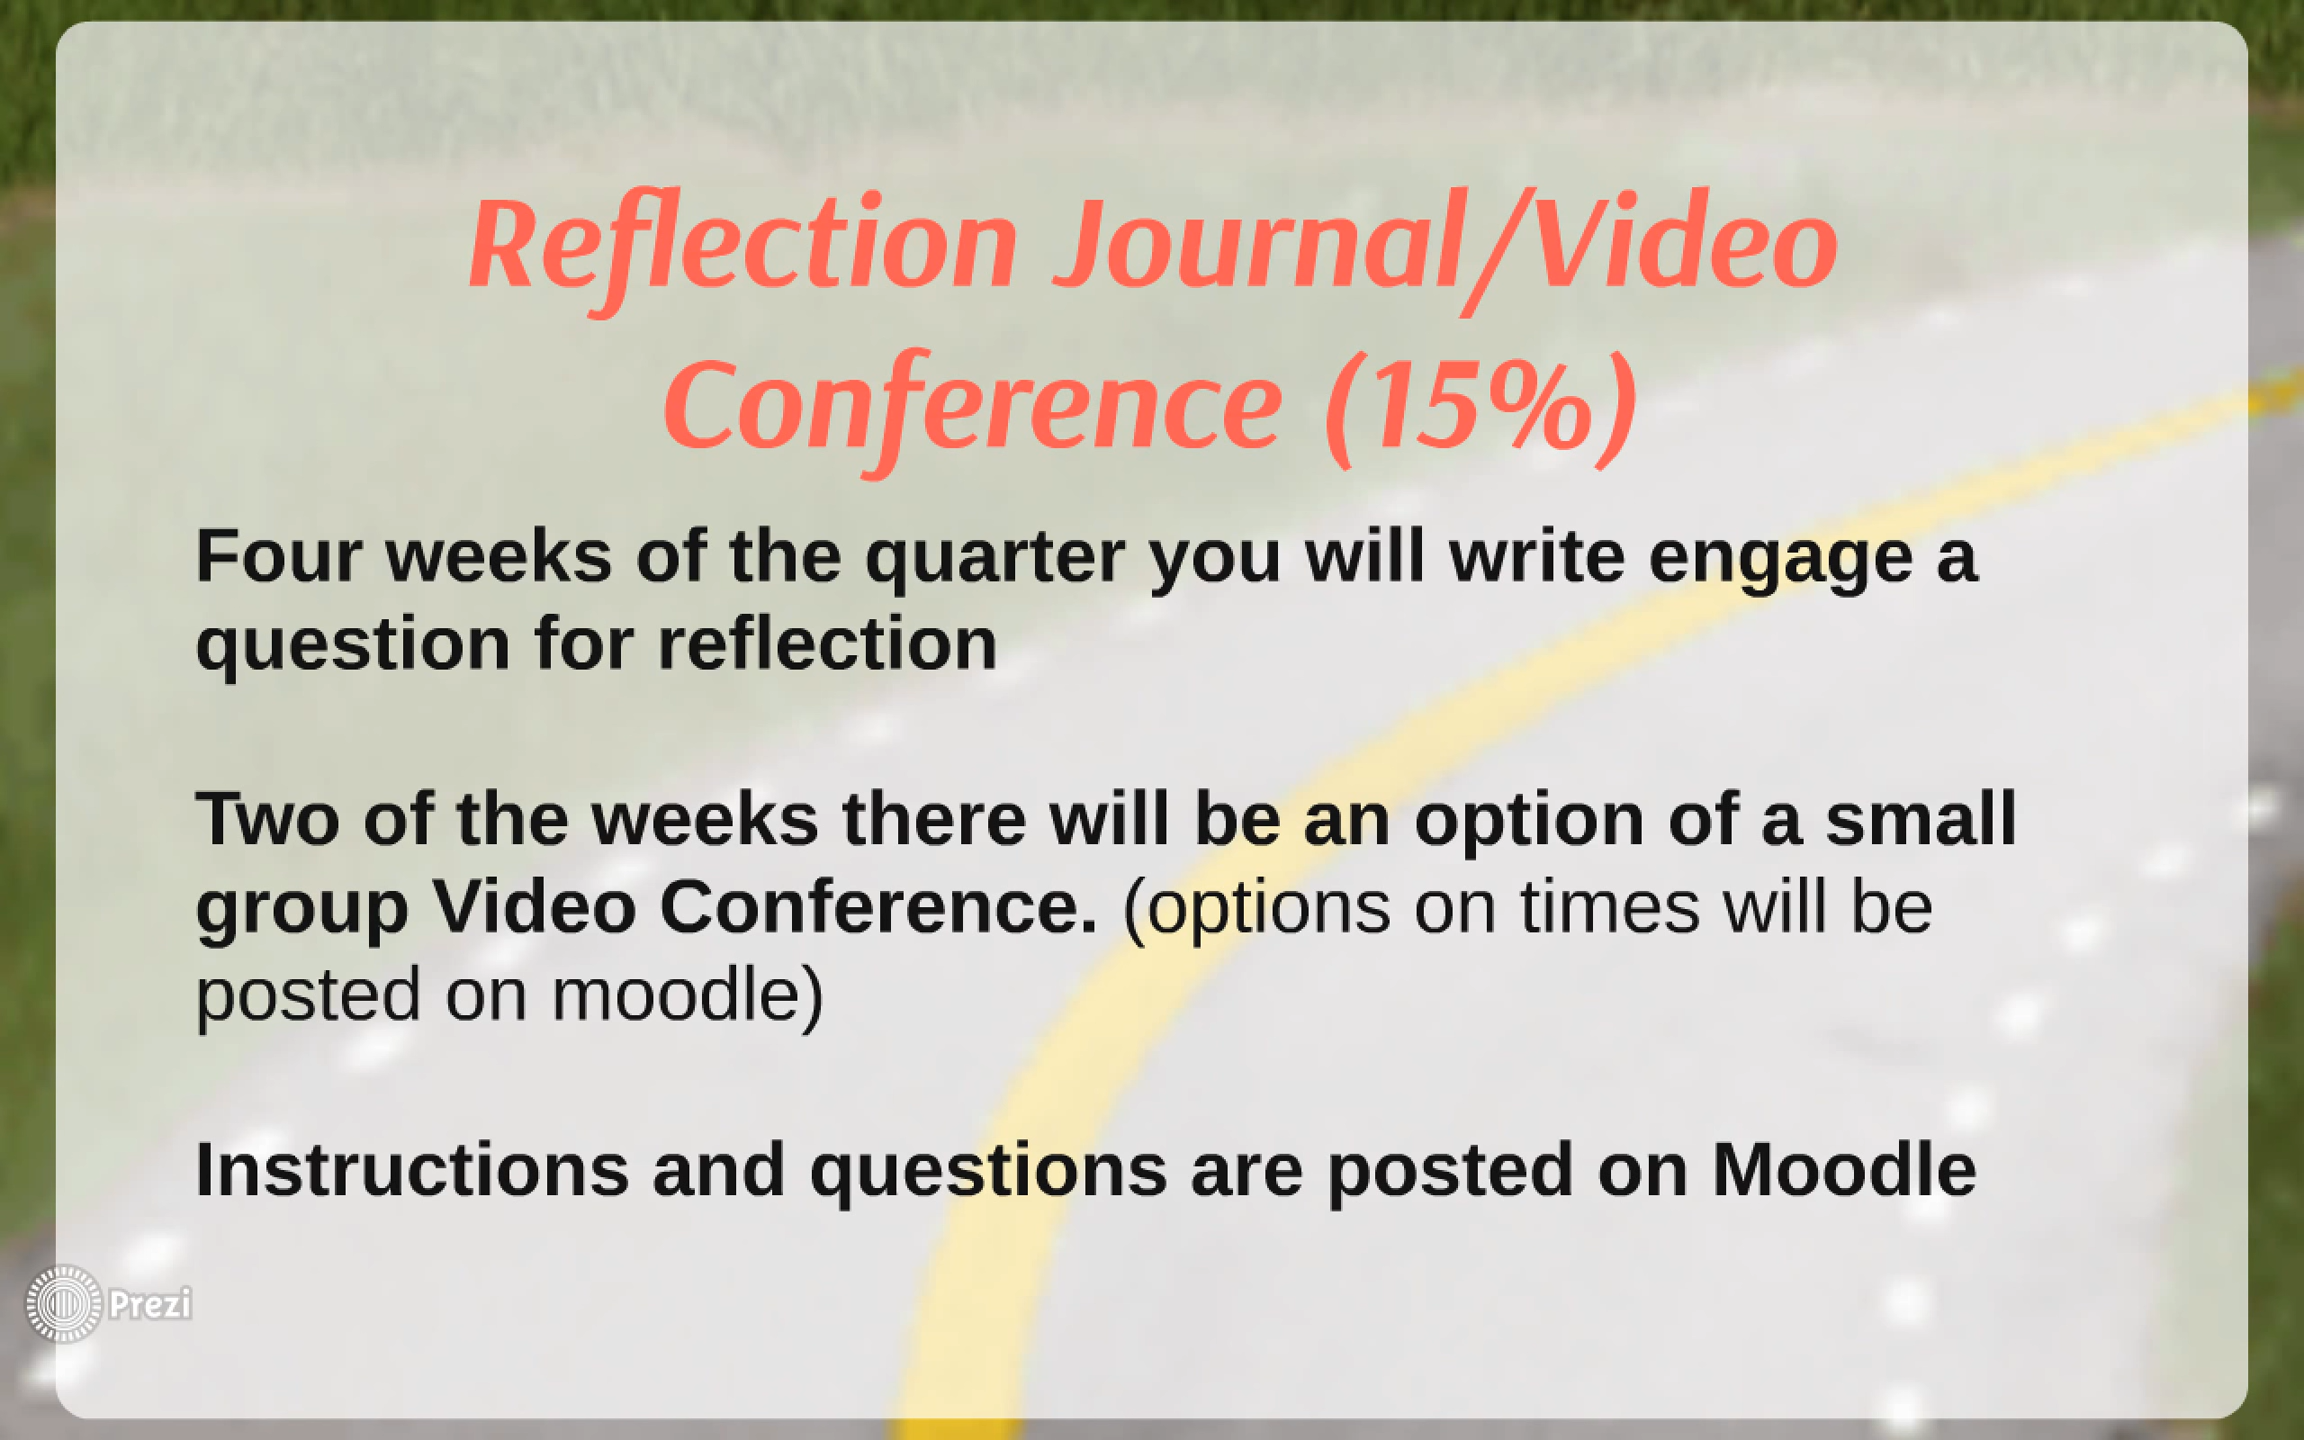 Reflection Journal/Video
Conference (15%)
Four weeks of the quarter you will write engage a
question for reflection
Two of the weeks there will be an option of a small
group Video Conference. (options on times will be
posted on moodle)
Instructions and questions are posted on Moodle
Prezi